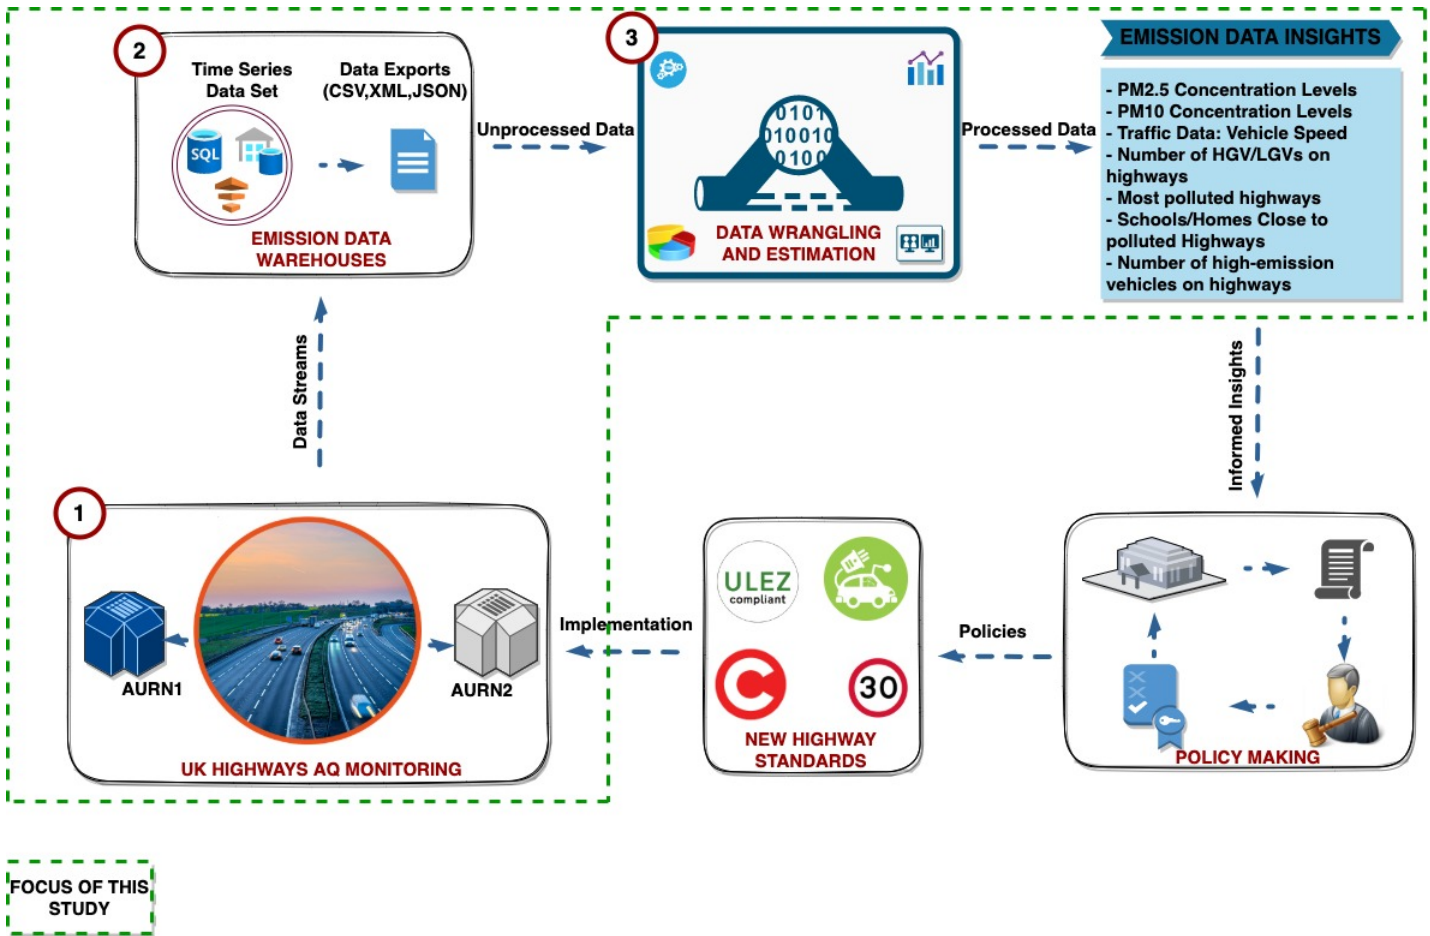 2
Time Series
Data Set
Data Exports
(CSV,XML,JSON)
SQL
EMISSION DATA
WAREHOUSES
Unprocessed Data
3
0101
010010
0100
DATA WRANGLING
AND ESTIMATION
Processed Data
EMISSION DATA INSIGHTS
- PM2.5 Concentration Levels
- PM10 Concentration Levels
- Traffic Data: Vehicle Speed
- Number of HGV/LGVs on
highways
- Most polluted highways
- Schools/Homes Close to
polluted Highways
- Number of high-emission
vehicles on highways
Data Streams
Informed Insights
1
AURN1
AURN2
UK HIGHWAYS AQ MONITORING
Implementation
ULEZ
compliant
C
30
NEW HIGHWAY
STANDARDS
Policies
POLICY MAKING
FOCUS OF THIS
STUDY